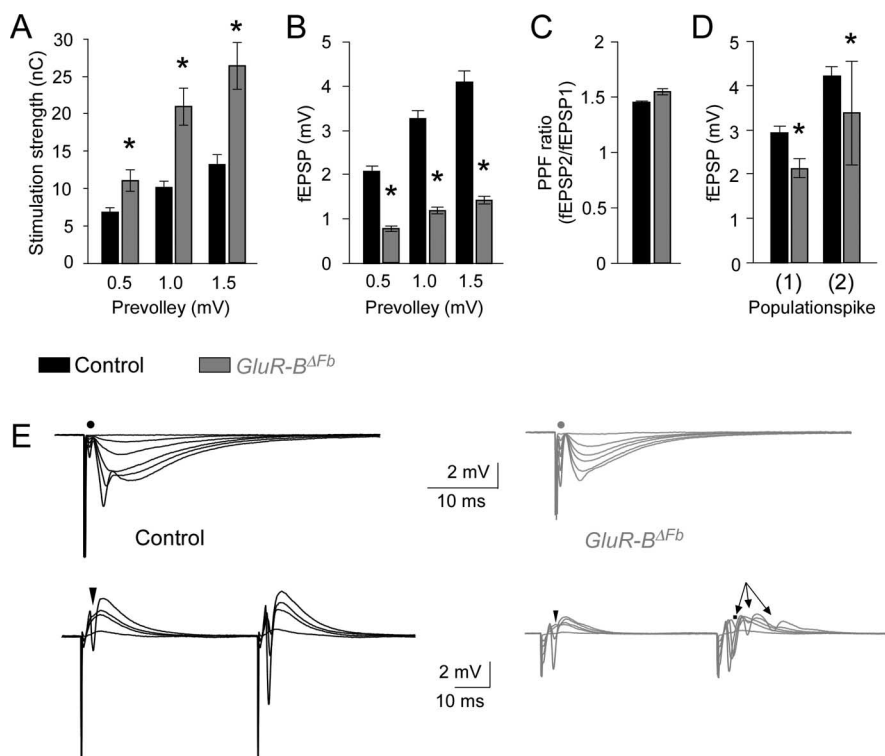 A
Stimulation strength (nC)
30
25
20
15
10
5
0
*
*
*
0.5 1.0 1.5
Prevolley (mV)
B
fEPSP (mV)
5
4
3
2
1
0
*
*
*
0.5 1.0 1.5
Prevolley (mV)
C
PPF ratio
(fEPSP2/fEPSP1)
2
1.5
1
0.5
0
D
fEPSP (mV)
5
4
3
2
1
0
*
*
(1) (2)
Populationspike
Control GluR-B^ΔFb
E
2 mV
10 ms
Control
GluR-B^ΔFb
2 mV
10 ms